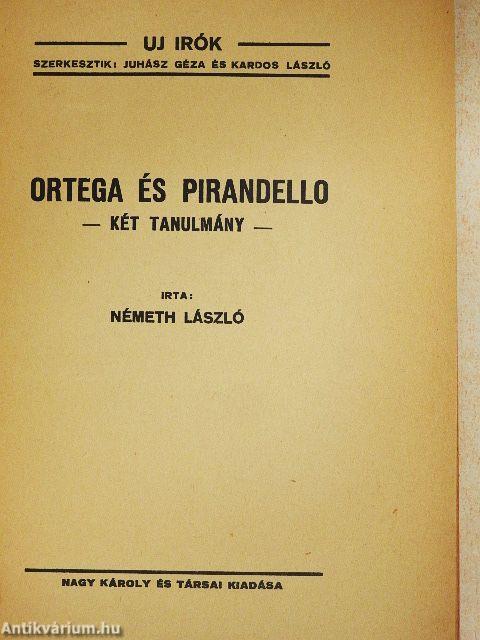 — UJ IRÓK —
SZERKESZTIK: JUHÁSZ GÉZA ÉS KARDOS LÁSZLÓ
ORTEGA ÉS PIRANDELLO
— KÉT TANULMÁNY —
IRTA:
NÉMETH LÁSZLÓ
NAGY KÁROLY ÉS TÁRSAI KIADÁSA
Antikvárium.hu